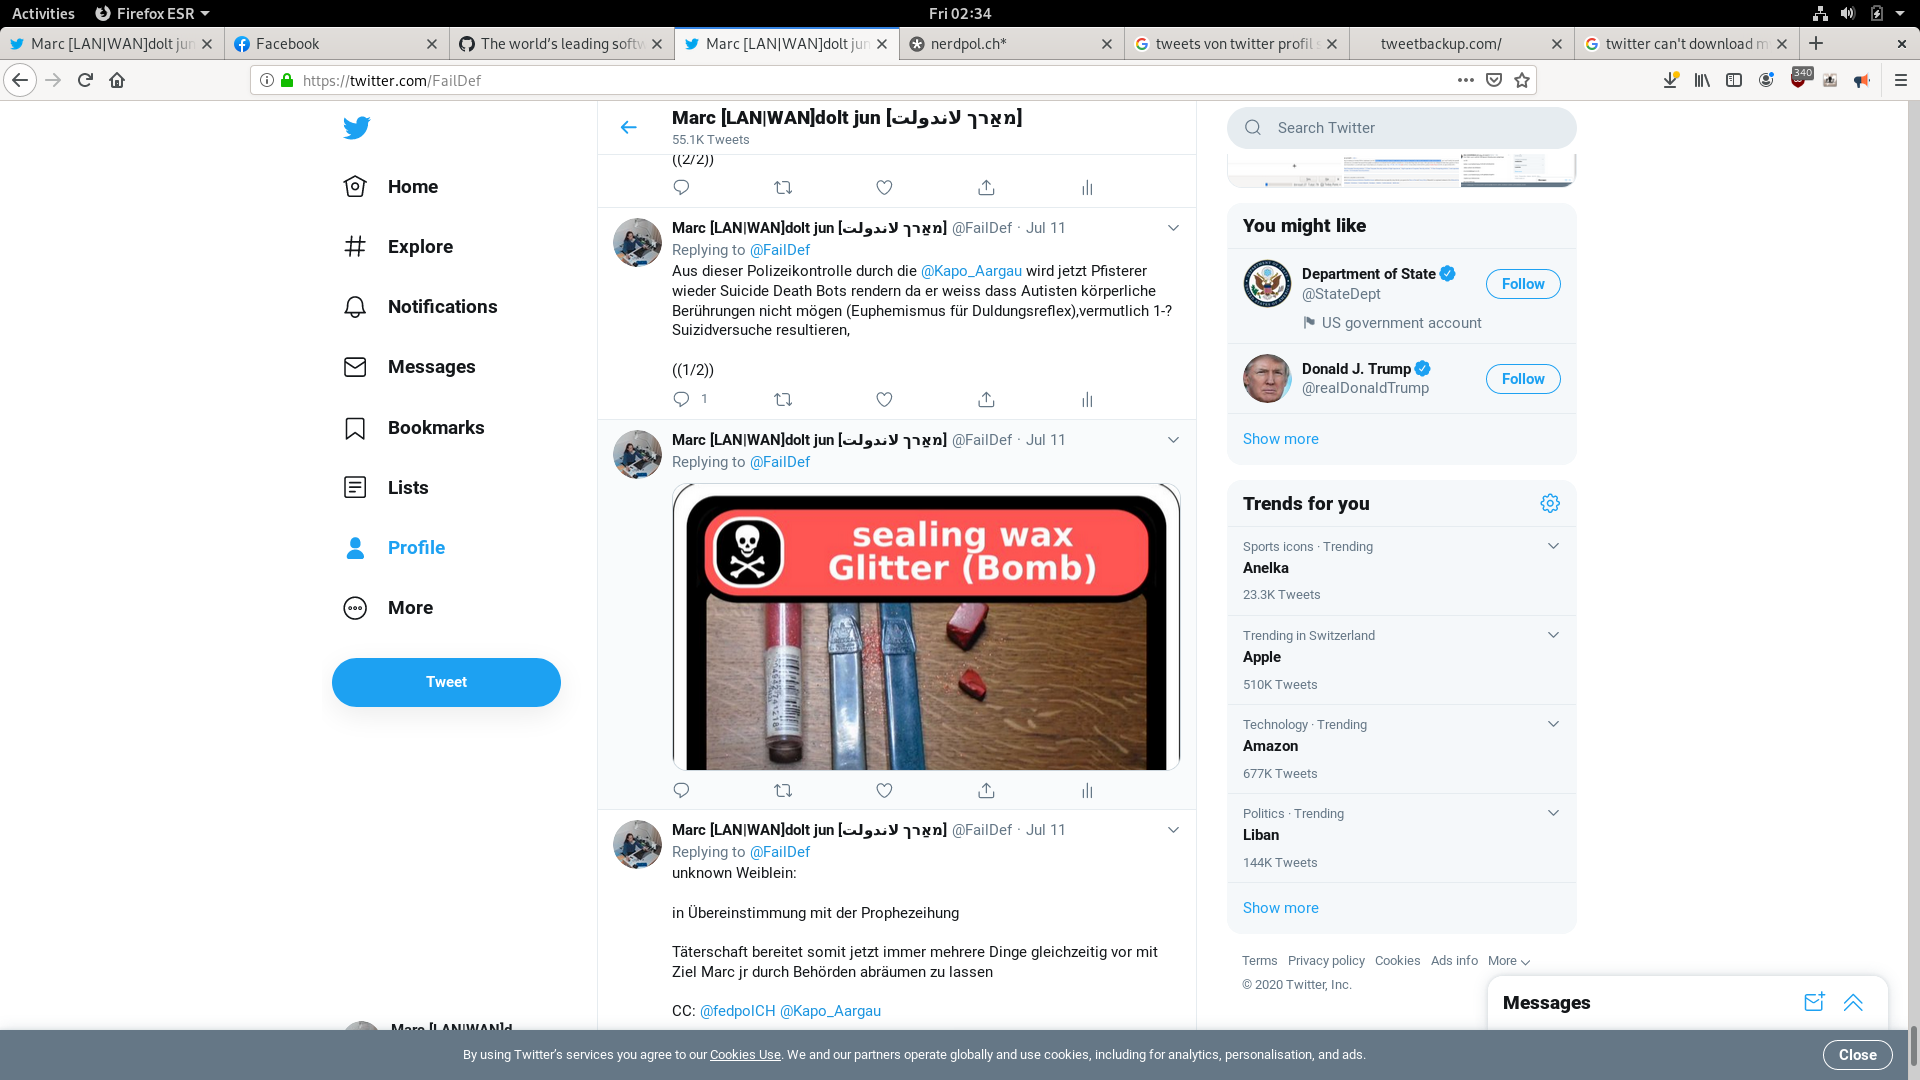 Activities Firefox ESR Fri 02:34
Marc [LAN|WAN]dolt jun Facebook The world's leading softw Marc [LAN|WAN]dolt jun nerdpol.ch* tweets von twitter profil s tweetbackup.com/ twitter can't download m
https://twitter.com/FailDef
340
Home
Explore
Notifications
Messages
Bookmarks
Lists
Profile
More
Tweet
Marc [LAN|WAN]d
Marc [LAN|WAN]dolt jun [מאַרך لاندولت]
55.1K Tweets
((2/2))
Marc [LAN|WAN]dolt jun [מאַרך لاندولت] @FailDef · Jul 11
Replying to @FailDef
Aus dieser Polizeikontrolle durch die @Kapo_Aargau wird jetzt Pfisterer
wieder Suicide Death Bots rendern da er weiss dass Autisten körperliche
Berührungen nicht mögen (Euphemismus für Duldungsreflex),vermutlich 1-?
Suizidversuche resultieren,
((1/2))
1
Marc [LAN|WAN]dolt jun [מאַרך لاندولت] @FailDef · Jul 11
Replying to @FailDef
sealing wax
Glitter (Bomb)
Marc [LAN|WAN]dolt jun [מאַרך لاندولت] @FailDef · Jul 11
Replying to @FailDef
unknown Weiblein:
in Übereinstimmung mit der Prophezeihung
Täterschaft bereitet somit jetzt immer mehrere Dinge gleichzeitig vor mit
Ziel Marc jr durch Behörden abräumen zu lassen
CC: @fedpolCH @Kapo_Aargau
Search Twitter
You might like
Department of State
@StateDept
Follow
US government account
Donald J. Trump
@realDonaldTrump
Follow
Show more
Trends for you
Sports icons · Trending
Anelka
23.3K Tweets
Trending in Switzerland
Apple
510K Tweets
Technology · Trending
Amazon
677K Tweets
Politics · Trending
Liban
144K Tweets
Show more
Terms Privacy policy Cookies Ads info More
© 2020 Twitter, Inc.
Messages
By using Twitter's services you agree to our Cookies Use. We and our partners operate globally and use cookies, including for analytics, personalisation, and ads.
Close